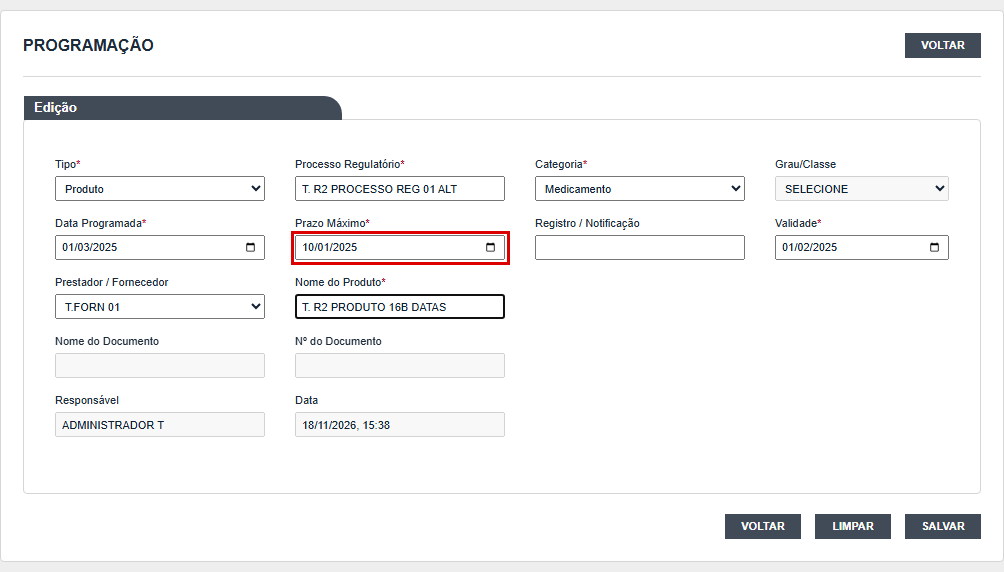 PROGRAMAÇÃO
VOLTAR
Edição
Tipo* Processo Regulatório* Categoria* Grau/Classe
Produto T. R2 PROCESSO REG 01 ALT Medicamento SELECIONE
Data Programada* Prazo Máximo* Registro / Notificação Validade*
01/03/2025 10/01/2025 01/02/2025
Prestador / Fornecedor Nome do Produto*
T.FORN 01 T. R2 PRODUTO 16B DATAS
Nome do Documento Nº do Documento
Responsável Data
ADMINISTRADOR T 18/11/2026, 15:38
VOLTAR LIMPAR SALVAR